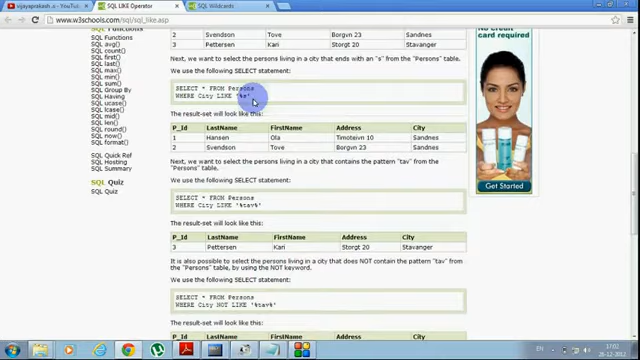 vijayaprakash.a - YouTube
SQL LIKE Operator
SQL Wildcards
www.w3schools.com/sql/sql_like.asp
SQL Functions
SQL Functions
SQL avg()
SQL count()
SQL first()
SQL last()
SQL max()
SQL min()
SQL sum()
SQL Group By
SQL Having
SQL ucase()
SQL lcase()
SQL mid()
SQL len()
SQL round()
SQL now()
SQL format()
SQL Quick Ref
SQL Hosting
SQL Summary
SQL Quiz
SQL Quiz
2 Svendson Tove Borgvn 23 Sandnes
3 Pettersen Kari Storgt 20 Stavanger
Next, we want to select the persons living in a city that ends with an "s" from the "Persons" table.
We use the following SELECT statement:
SELECT * FROM Persons
WHERE City LIKE '%s'
The result-set will look like this:
P_Id LastName FirstName Address City
1 Hansen Ola Timoteivn 10 Sandnes
2 Svendson Tove Borgvn 23 Sandnes
Next, we want to select the persons living in a city that contains the pattern "tav" from the
"Persons" table.
We use the following SELECT statement:
SELECT * FROM Persons
WHERE City LIKE '%tav%'
The result-set will look like this:
P_Id LastName FirstName Address City
3 Pettersen Kari Storgt 20 Stavanger
It is also possible to select the persons living in a city that does NOT contain the pattern "tav" from
the "Persons" table, by using the NOT keyword.
We use the following SELECT statement:
SELECT * FROM Persons
WHERE City NOT LIKE '%tav%'
The result-set will look like this:
P_Id LastName FirstName Address City
No credit
card required
Get Started
EN
17:02